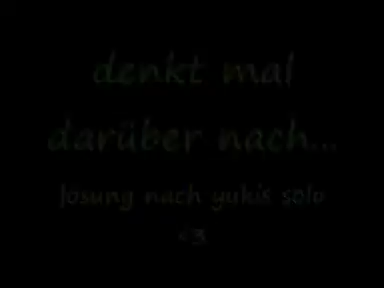 denkt mal
darüber nach...
lösung nach yukis solo
<3